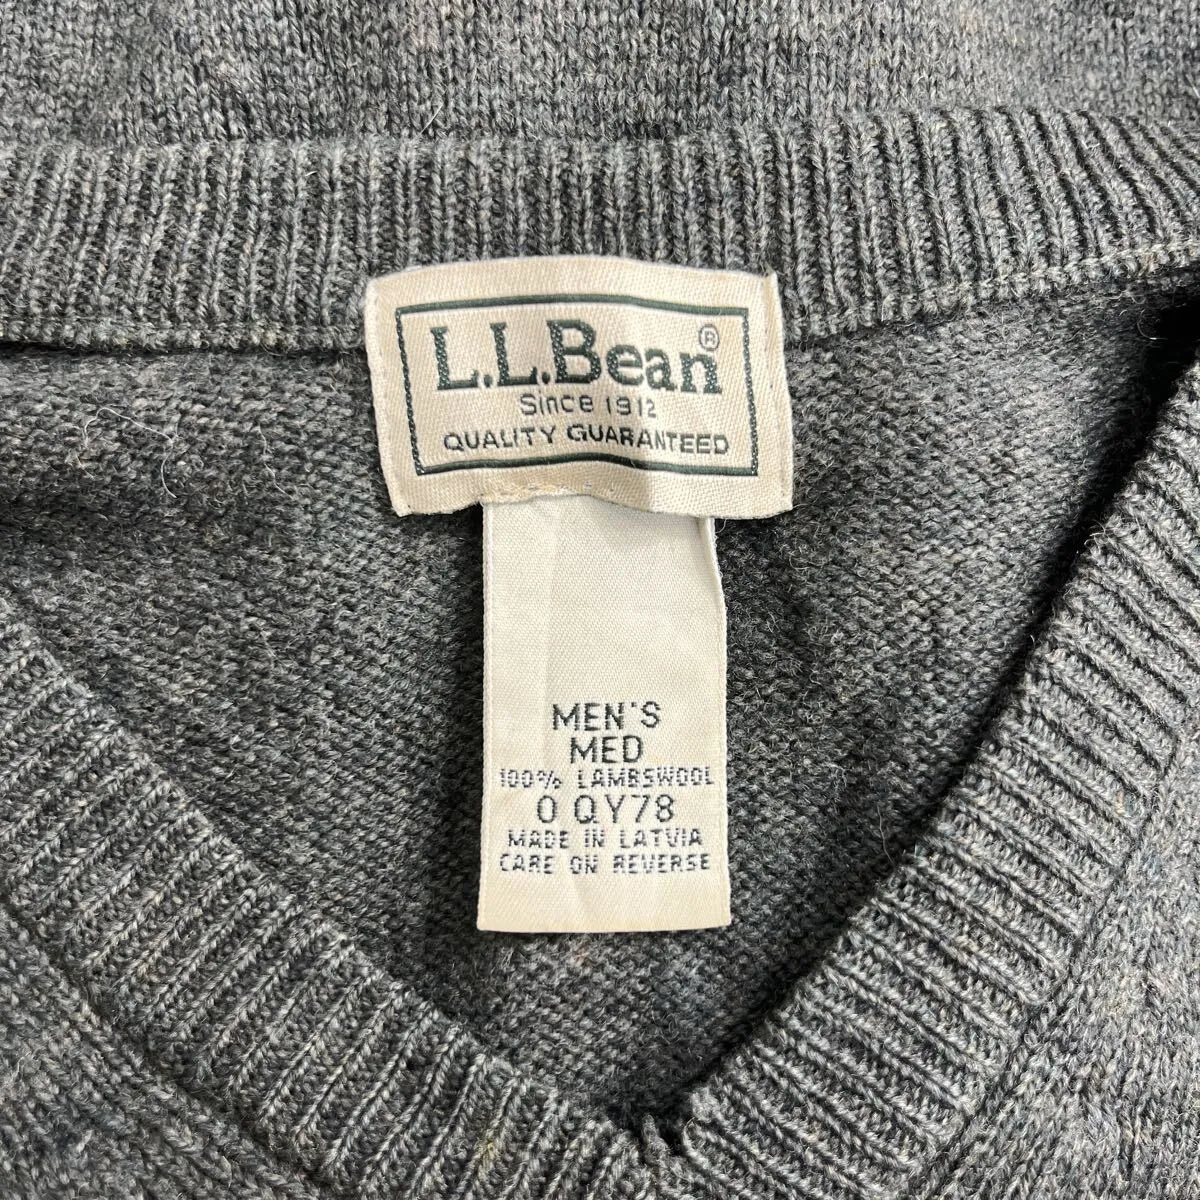 L.L.Bean®
Since 1912
QUALITY GUARANTEED
MEN'S
MED
100% LAMBSWOOL
0 QY78
MADE IN LATVIA
CARE ON REVERSE